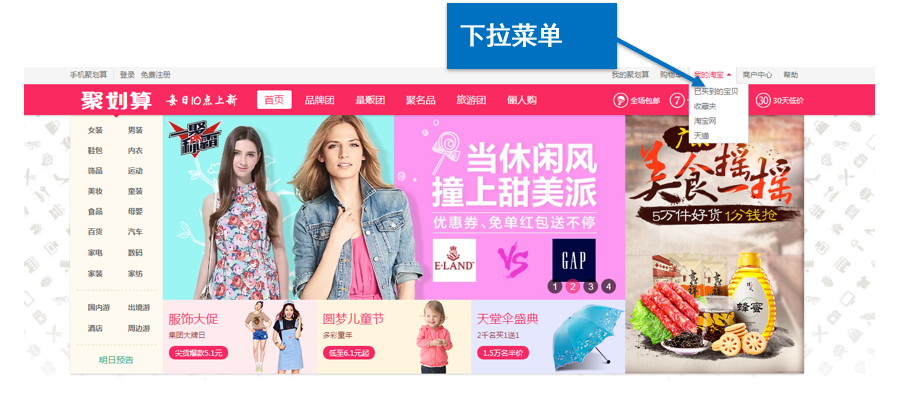 下拉菜单
手机聚划算 登录 免费注册
我的聚划算 购物车 我的淘宝 商户中心 帮助
聚划算 每日10点上新 首页 品牌团 量贩团 聚名品 旅游团 俪人购 全场包邮 7 30 30天低价
已买到的宝贝
收藏夹
淘宝网
天猫
女装 男装
鞋包 内衣
饰品 运动
美妆 童装
食品 母婴
百货 汽车
家电 数码
家装 家纺
国内游 出境游
酒店 周边游
明日预告
聚
称霸
当休闲风
撞上甜美派
优惠券、免单红包送不停
E·LAND VS GAP
1 2 3 4
美食摇一摇
5万件好货1分钱抢
蜂蜜
服饰大促
集团大牌日
尖货爆款5.1元
圆梦儿童节
多彩童年
低至6.1元起
天堂伞盛典
2千名买1送1
1.5万名半价